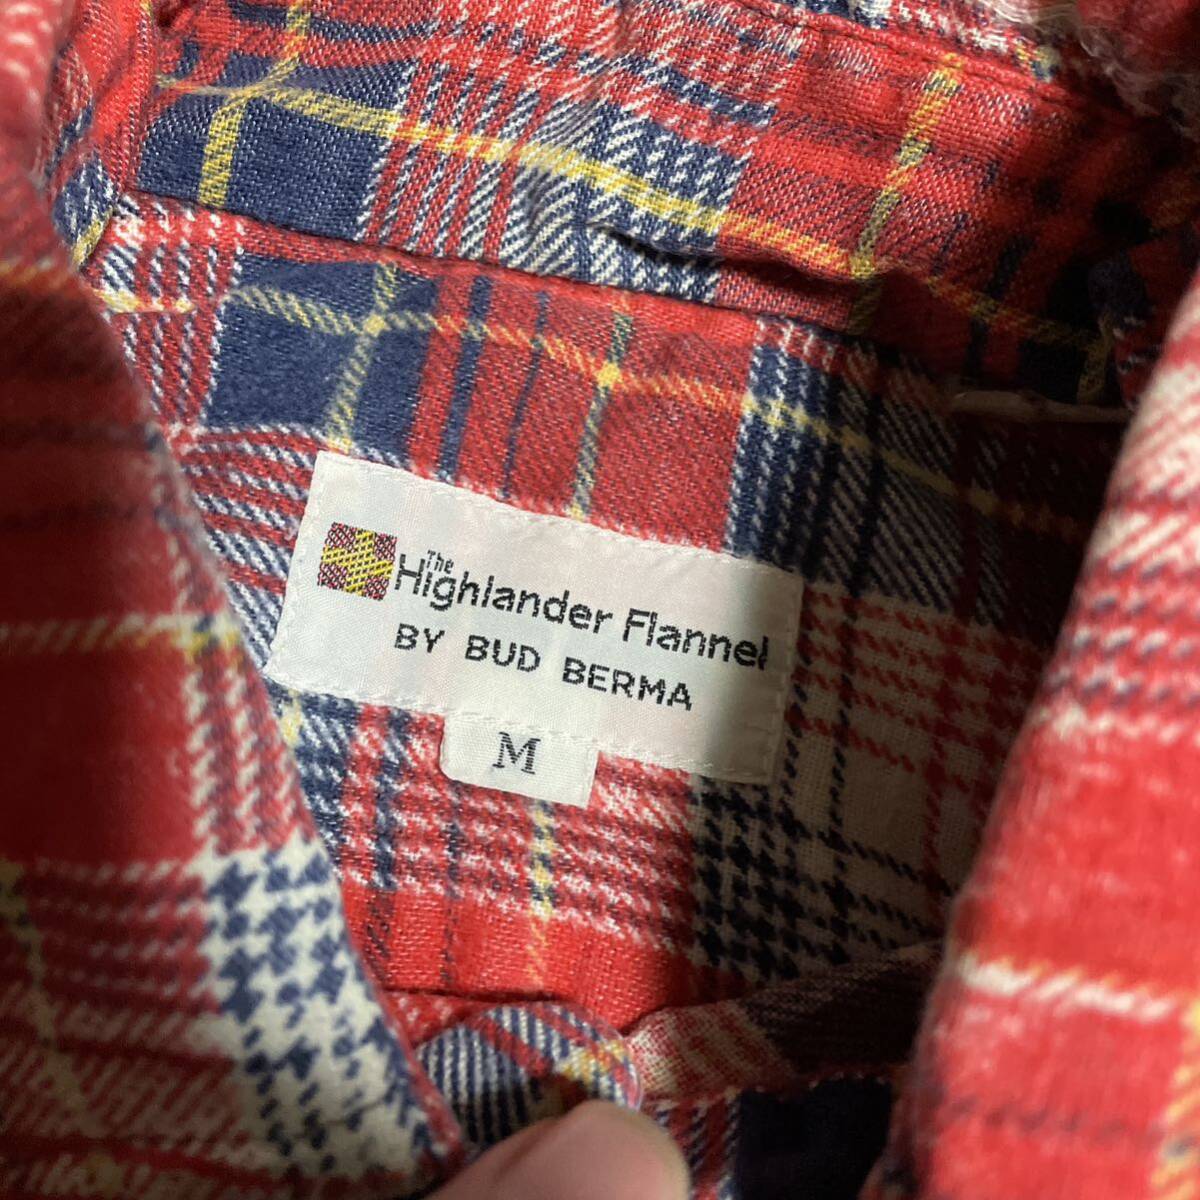 The
Highlander Flannel
BY BUD BERMA
M